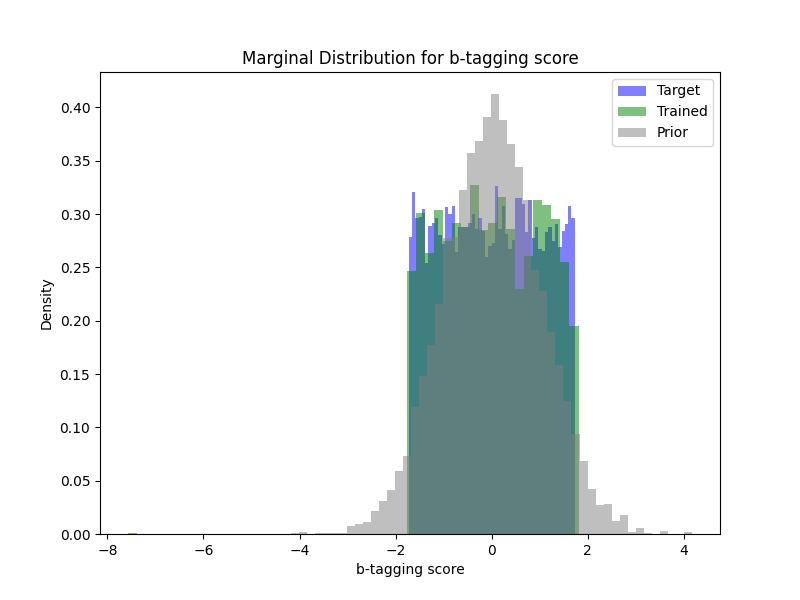 Marginal Distribution for b-tagging score
Target
Trained
Prior
0.40
0.35
0.30
0.25
0.20
0.15
0.10
0.05
0.00
Density
−8
−6
−4
−2
0
2
4
b-tagging score